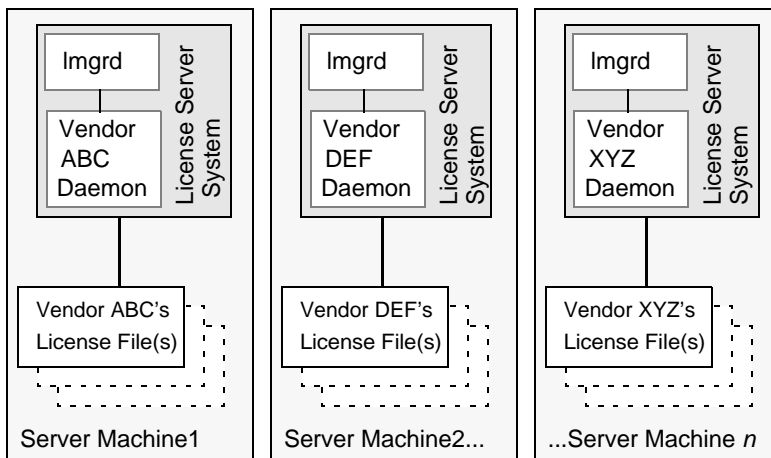 lmgrd
Vendor
ABC
Daemon
License Server
System
Vendor ABC's
License File(s)
Server Machine1
lmgrd
Vendor
DEF
Daemon
License Server
System
Vendor DEF's
License File(s)
Server Machine2...
lmgrd
Vendor
XYZ
Daemon
License Server
System
Vendor XYZ's
License File(s)
...Server Machine n